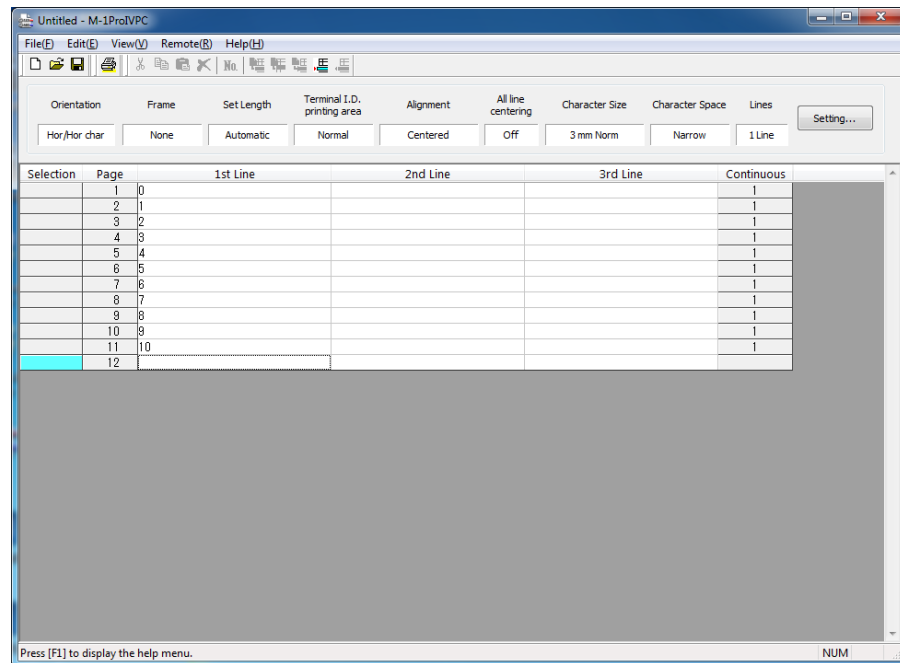 Untitled - M-1ProIVPC
File(F) Edit(E) View(V) Remote(R) Help(H)
No.
Orientation Frame Set Length Terminal I.D. printing area Alignment All line centering Character Size Character Space Lines
Setting...
Hor/Hor char None Automatic Normal Centered Off 3 mm Norm Narrow 1 Line
Selection Page 1st Line 2nd Line 3rd Line Continuous
1 0 1
2 1 1
3 2 1
4 3 1
5 4 1
6 5 1
7 6 1
8 7 1
9 8 1
10 9 1
11 10 1
12
Press [F1] to display the help menu. NUM